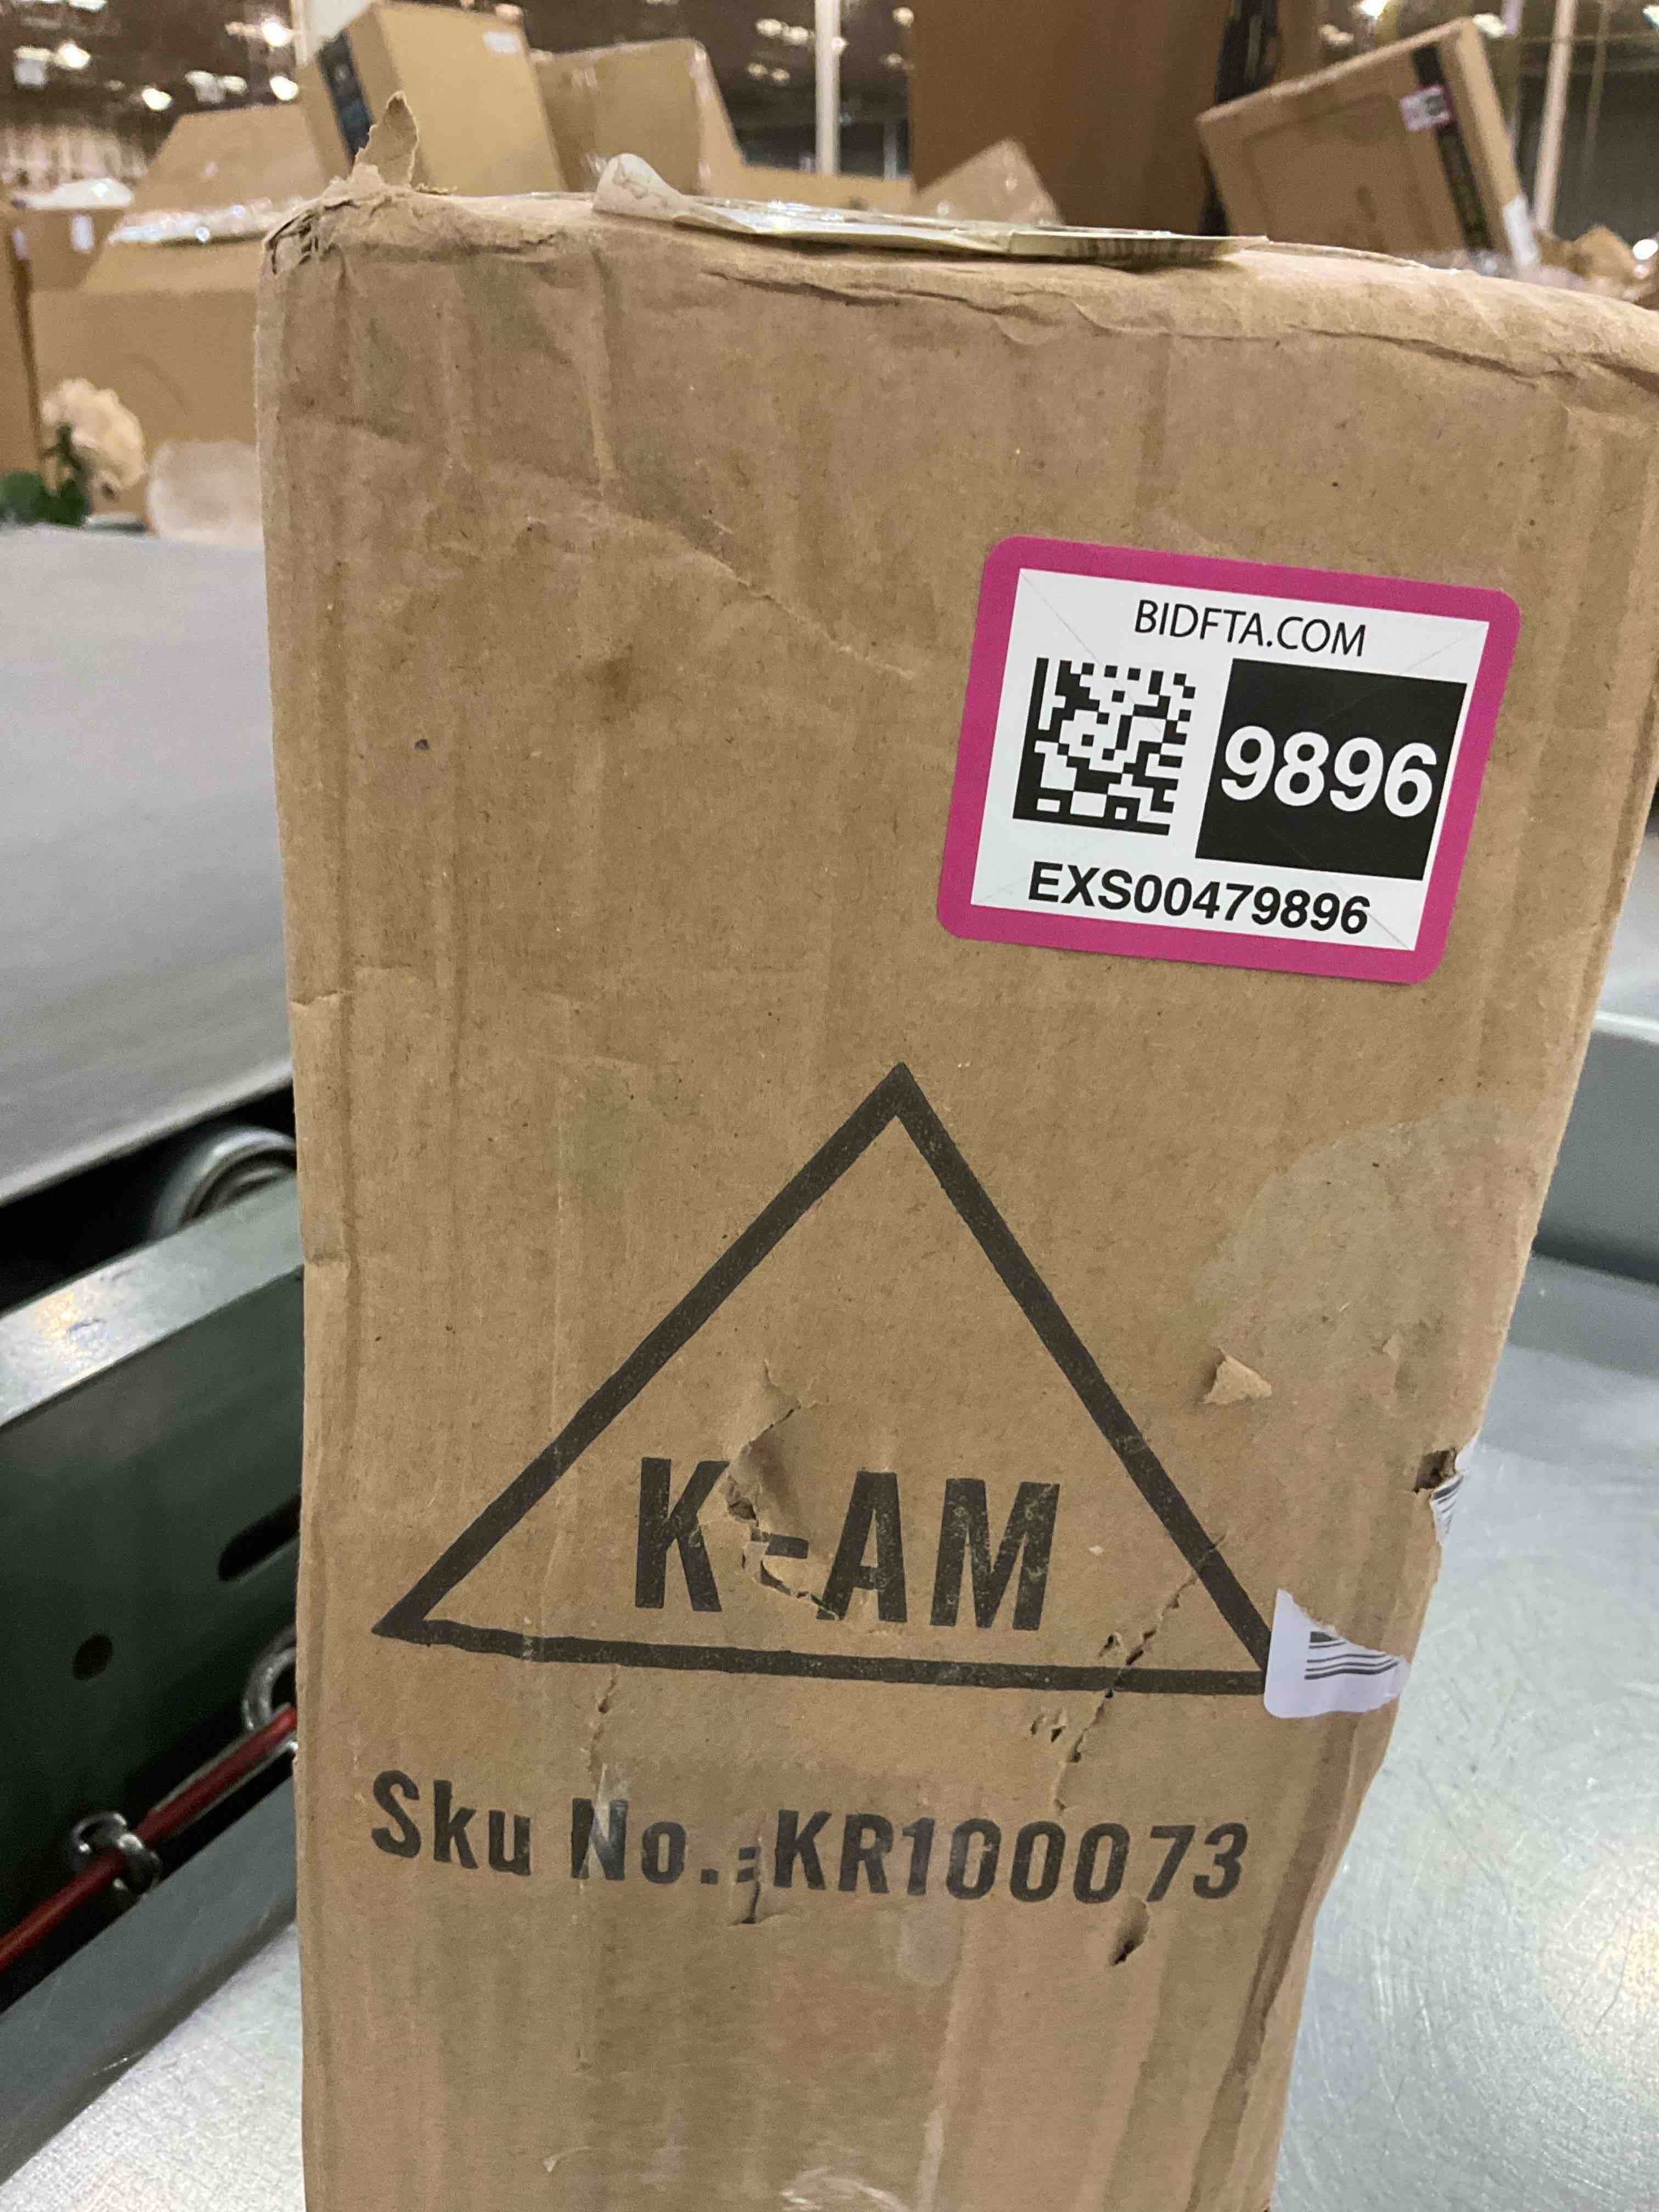 BIDFTA.COM
9896
EXS00479896
K-AM
Sku No.:KR100073